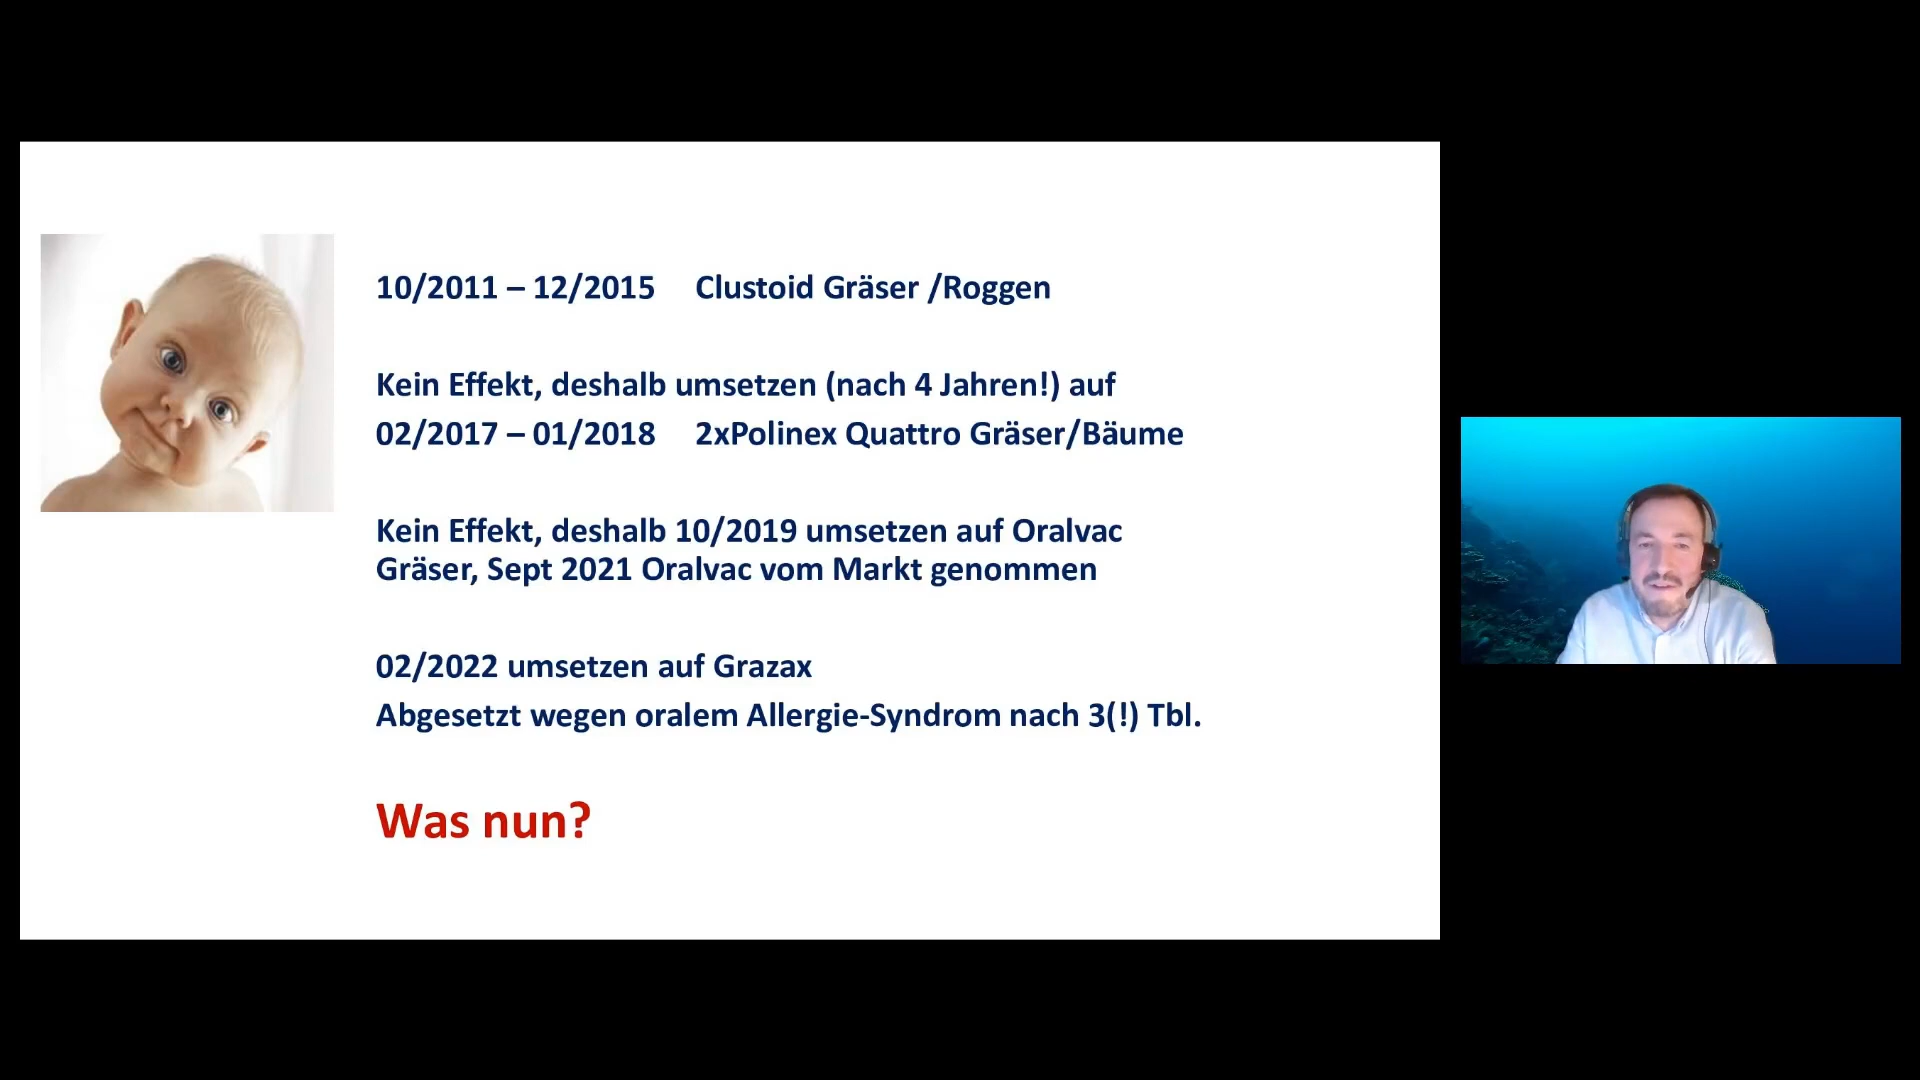 10/2011 – 12/2015 Clustoid Gräser /Roggen
Kein Effekt, deshalb umsetzen (nach 4 Jahren!) auf
02/2017 – 01/2018 2xPolinex Quattro Gräser/Bäume
Kein Effekt, deshalb 10/2019 umsetzen auf Oralvac
Gräser, Sept 2021 Oralvac vom Markt genommen
02/2022 umsetzen auf Grazax
Abgesetzt wegen oralem Allergie-Syndrom nach 3(!) Tbl.
Was nun?